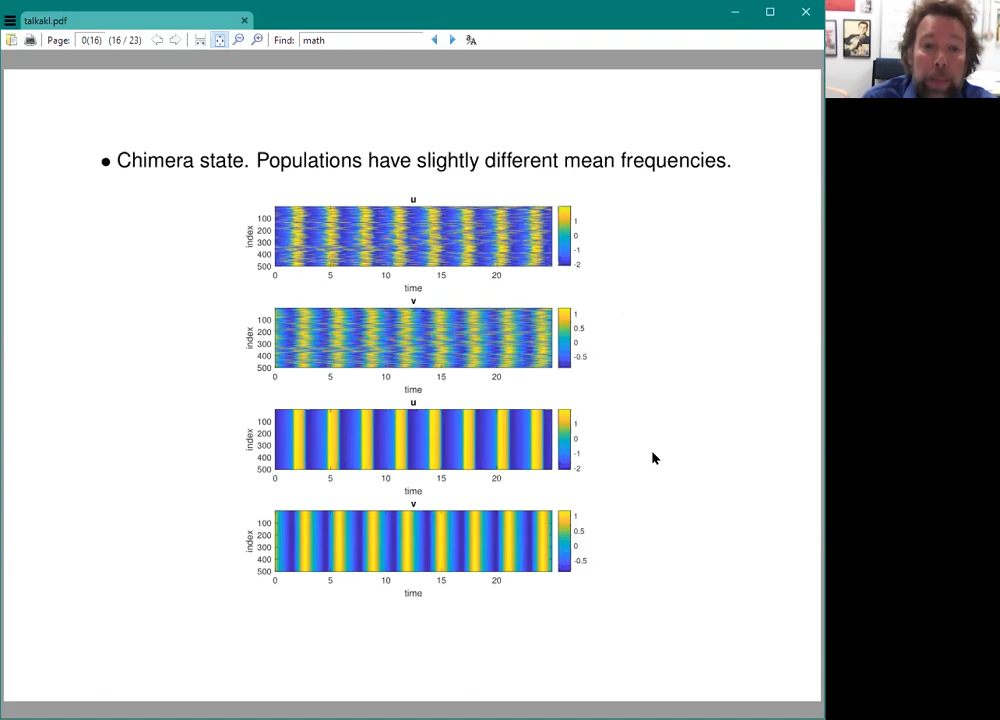 talkakl.pdf
Page: 0(16) (16 / 23) Find: math
• Chimera state. Populations have slightly different mean frequencies.
u
index
100
200
300
400
500
0 5 10 15 20
time
1
0
-1
-2
v
index
100
200
300
400
500
0 5 10 15 20
time
1
0.5
0
-0.5
u
index
100
200
300
400
500
0 5 10 15 20
time
1
0
-1
-2
v
index
100
200
300
400
500
0 5 10 15 20
time
1
0.5
0
-0.5